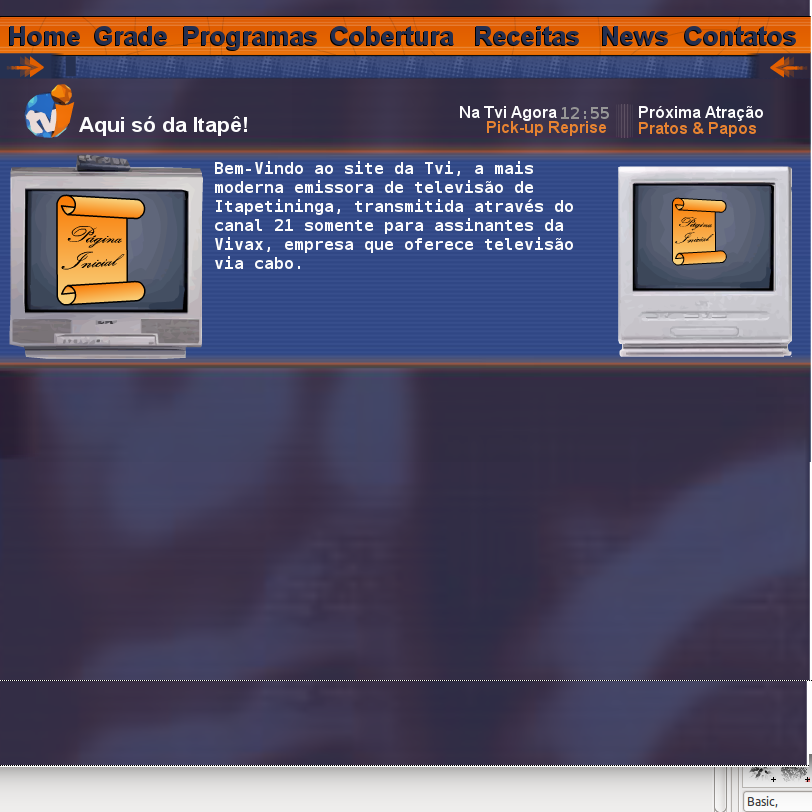 Home Grade Programas Cobertura Receitas News Contatos
tvi Aqui só da Itapê!
Na Tvi Agora 12:55
Pick-up Reprise
Próxima Atração
Pratos & Papos
Bem-Vindo ao site da Tvi, a mais
moderna emissora de televisão de
Itapetininga, transmitida através do
canal 21 somente para assinantes da
Vivax, empresa que oferece televisão
via cabo.
Página
Inicial
Página
Inicial
Basic,